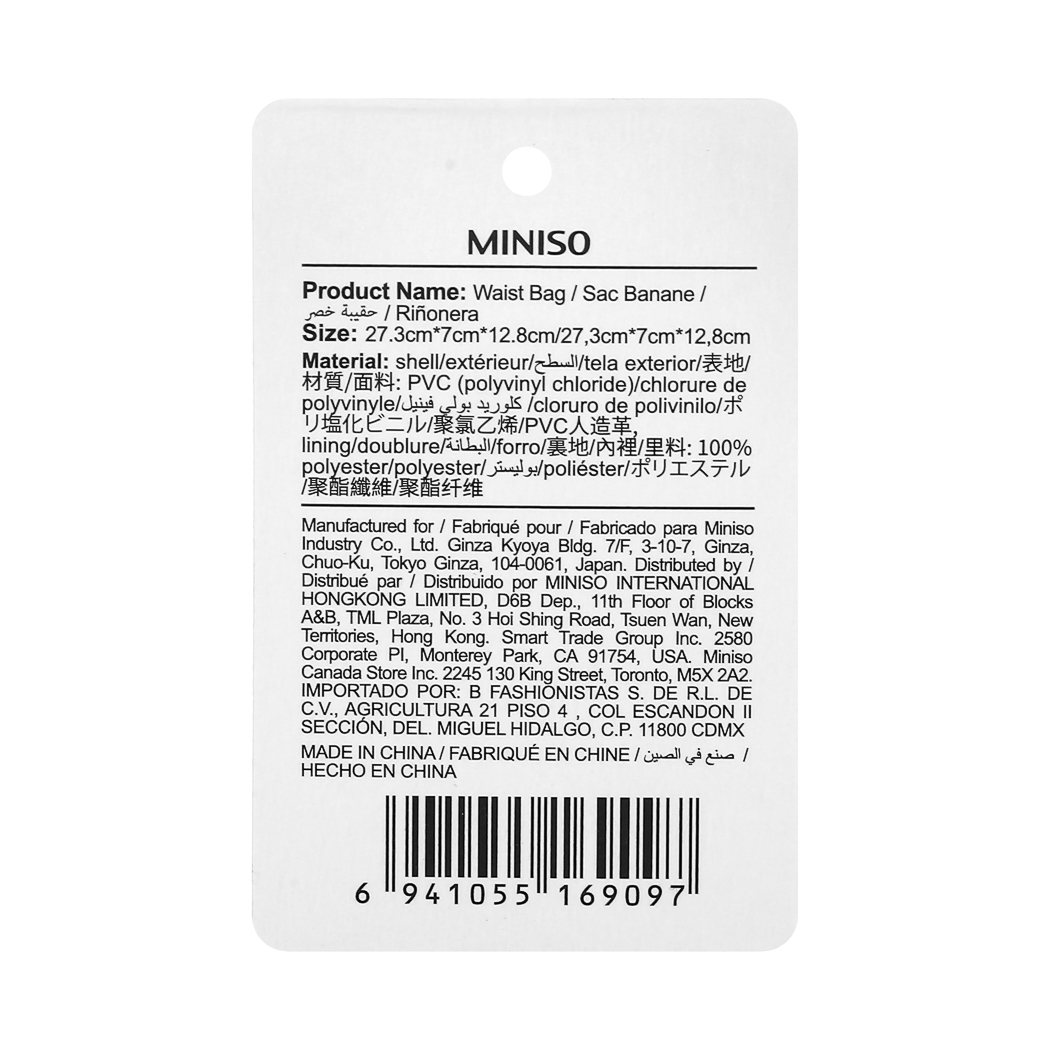 MINISO
Product Name: Waist Bag / Sac Banane /
حقيبة خصر / Riñonera
Size: 27.3cm*7cm*12.8cm/27,3cm*7cm*12,8cm
Material: shell/extérieur/السطح/tela exterior/表地/
材質/面料: PVC (polyvinyl chloride)/chlorure de
polyvinyle/كلوريد بولي فينيل /cloruro de polivinilo/ポ
リ塩化ビニル/聚氯乙烯/PVC人造革,
lining/doublure/البطانة/forro/裏地/內裡/里料: 100%
polyester/polyester/بوليستر/poliéster/ポリエステル
/聚酯纖維/聚酯纤维
Manufactured for / Fabriqué pour / Fabricado para Miniso
Industry Co., Ltd. Ginza Kyoya Bldg. 7/F, 3-10-7, Ginza,
Chuo-Ku, Tokyo Ginza, 104-0061, Japan. Distributed by /
Distribué par / Distribuido por MINISO INTERNATIONAL
HONGKONG LIMITED, D6B Dep., 11th Floor of Blocks
A&B, TML Plaza, No. 3 Hoi Shing Road, Tsuen Wan, New
Territories, Hong Kong. Smart Trade Group Inc. 2580
Corporate Pl, Monterey Park, CA 91754, USA. Miniso
Canada Store Inc. 2245 130 King Street, Toronto, M5X 2A2.
IMPORTADO POR: B FASHIONISTAS S. DE R.L. DE
C.V., AGRICULTURA 21 PISO 4 , COL ESCANDON II
SECCIÓN, DEL. MIGUEL HIDALGO, C.P. 11800 CDMX
MADE IN CHINA / FABRIQUÉ EN CHINE / صنع في الصين /
HECHO EN CHINA
6 941055 169097